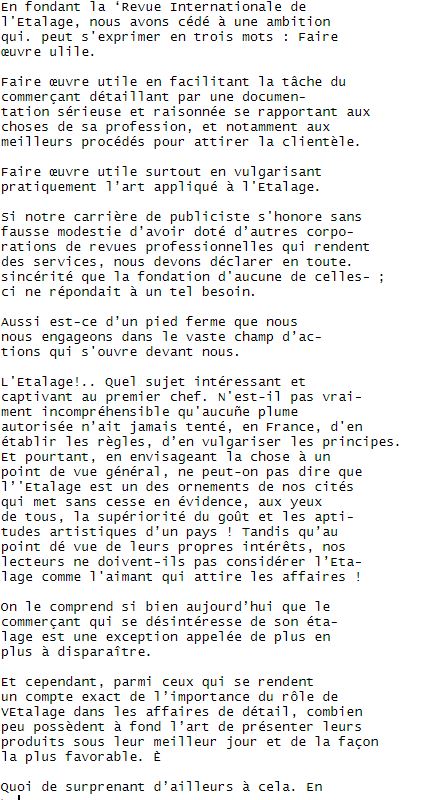 En fondant la ‘Revue Internationale de
l'Etalage, nous avons cédé à une ambition
qui. peut s'exprimer en trois mots : Faire
œuvre ulile.
Faire œuvre utile en facilitant la tâche du
commerçant détaillant par une documen-
tation sérieuse et raisonnée se rapportant aux
choses de sa profession, et notamment aux
meilleurs procédés pour attirer la clientèle.
Faire œuvre utile surtout en vulgarisant
pratiquement l'art appliqué à l'Etalage.
Si notre carrière de publiciste s'honore sans
fausse modestie d’avoir doté d’autres corpo-
rations de revues professionnelles qui rendent
des services, nous devons déclarer en toute.
sincérité que la fondation d'aucune de celles- ;
ci ne répondait à un tel besoin.
Aussi est-ce d’un pied ferme que nous
nous engageons dans le vaste champ d’ac-
tions qui s'ouvre devant nous.
L'Etalage!.. Quel sujet intéressant et
captivant au premier chef. N'est-il pas vrai-
ment incompréhensible qu'aucuñe plume
autorisée n’ait jamais tenté, en France, d'en
établir les règles, d’en vulgariser les principes.
Et pourtant, en envisageant la chose à un
point de vue général, ne peut-on pas dire que
l’'Etalage est un des ornements de nos cités
qui met sans cesse en évidence, aux yeux
de tous, la supériorité du goût et les apti-
tudes artistiques d’un pays ! Tandis qu’au
point dé vue de leurs propres intérêts, nos
lecteurs ne doivent-ils pas considérer l’Eta-
lage comme l'aimant qui attire les affaires !
On le comprend si bien aujourd’hui que le
commerçant qui se désintéresse de son éta-
lage est une exception appelée de plus en
plus à disparaître.
Et cependant, parmi ceux qui se rendent
un compte exact de l’importance du rôle de
VEtalage dans les affaires de détail, combien
peu possèdent à fond l’art de présenter leurs
produits sous leur meilleur jour et de la façon
la plus favorable. È
Quoi de surprenant d’ailleurs à cela. En